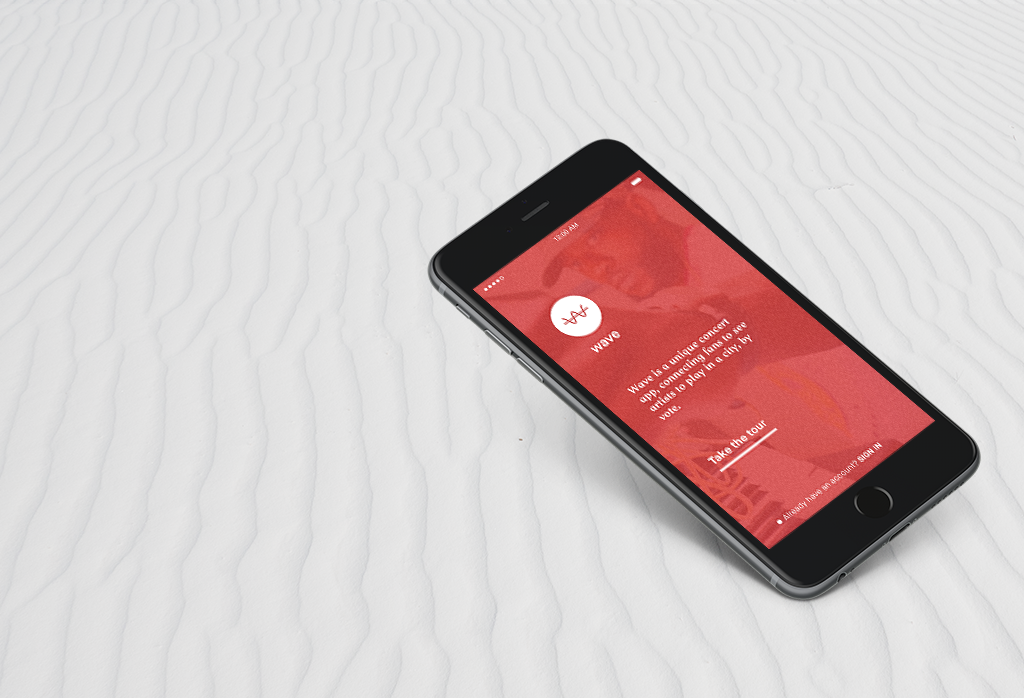 12:00 AM
wave
Wave is a unique concert
app, connecting fans to see
artists to play in a city, by
vote.
Take the tour
Already have an account? SIGN IN